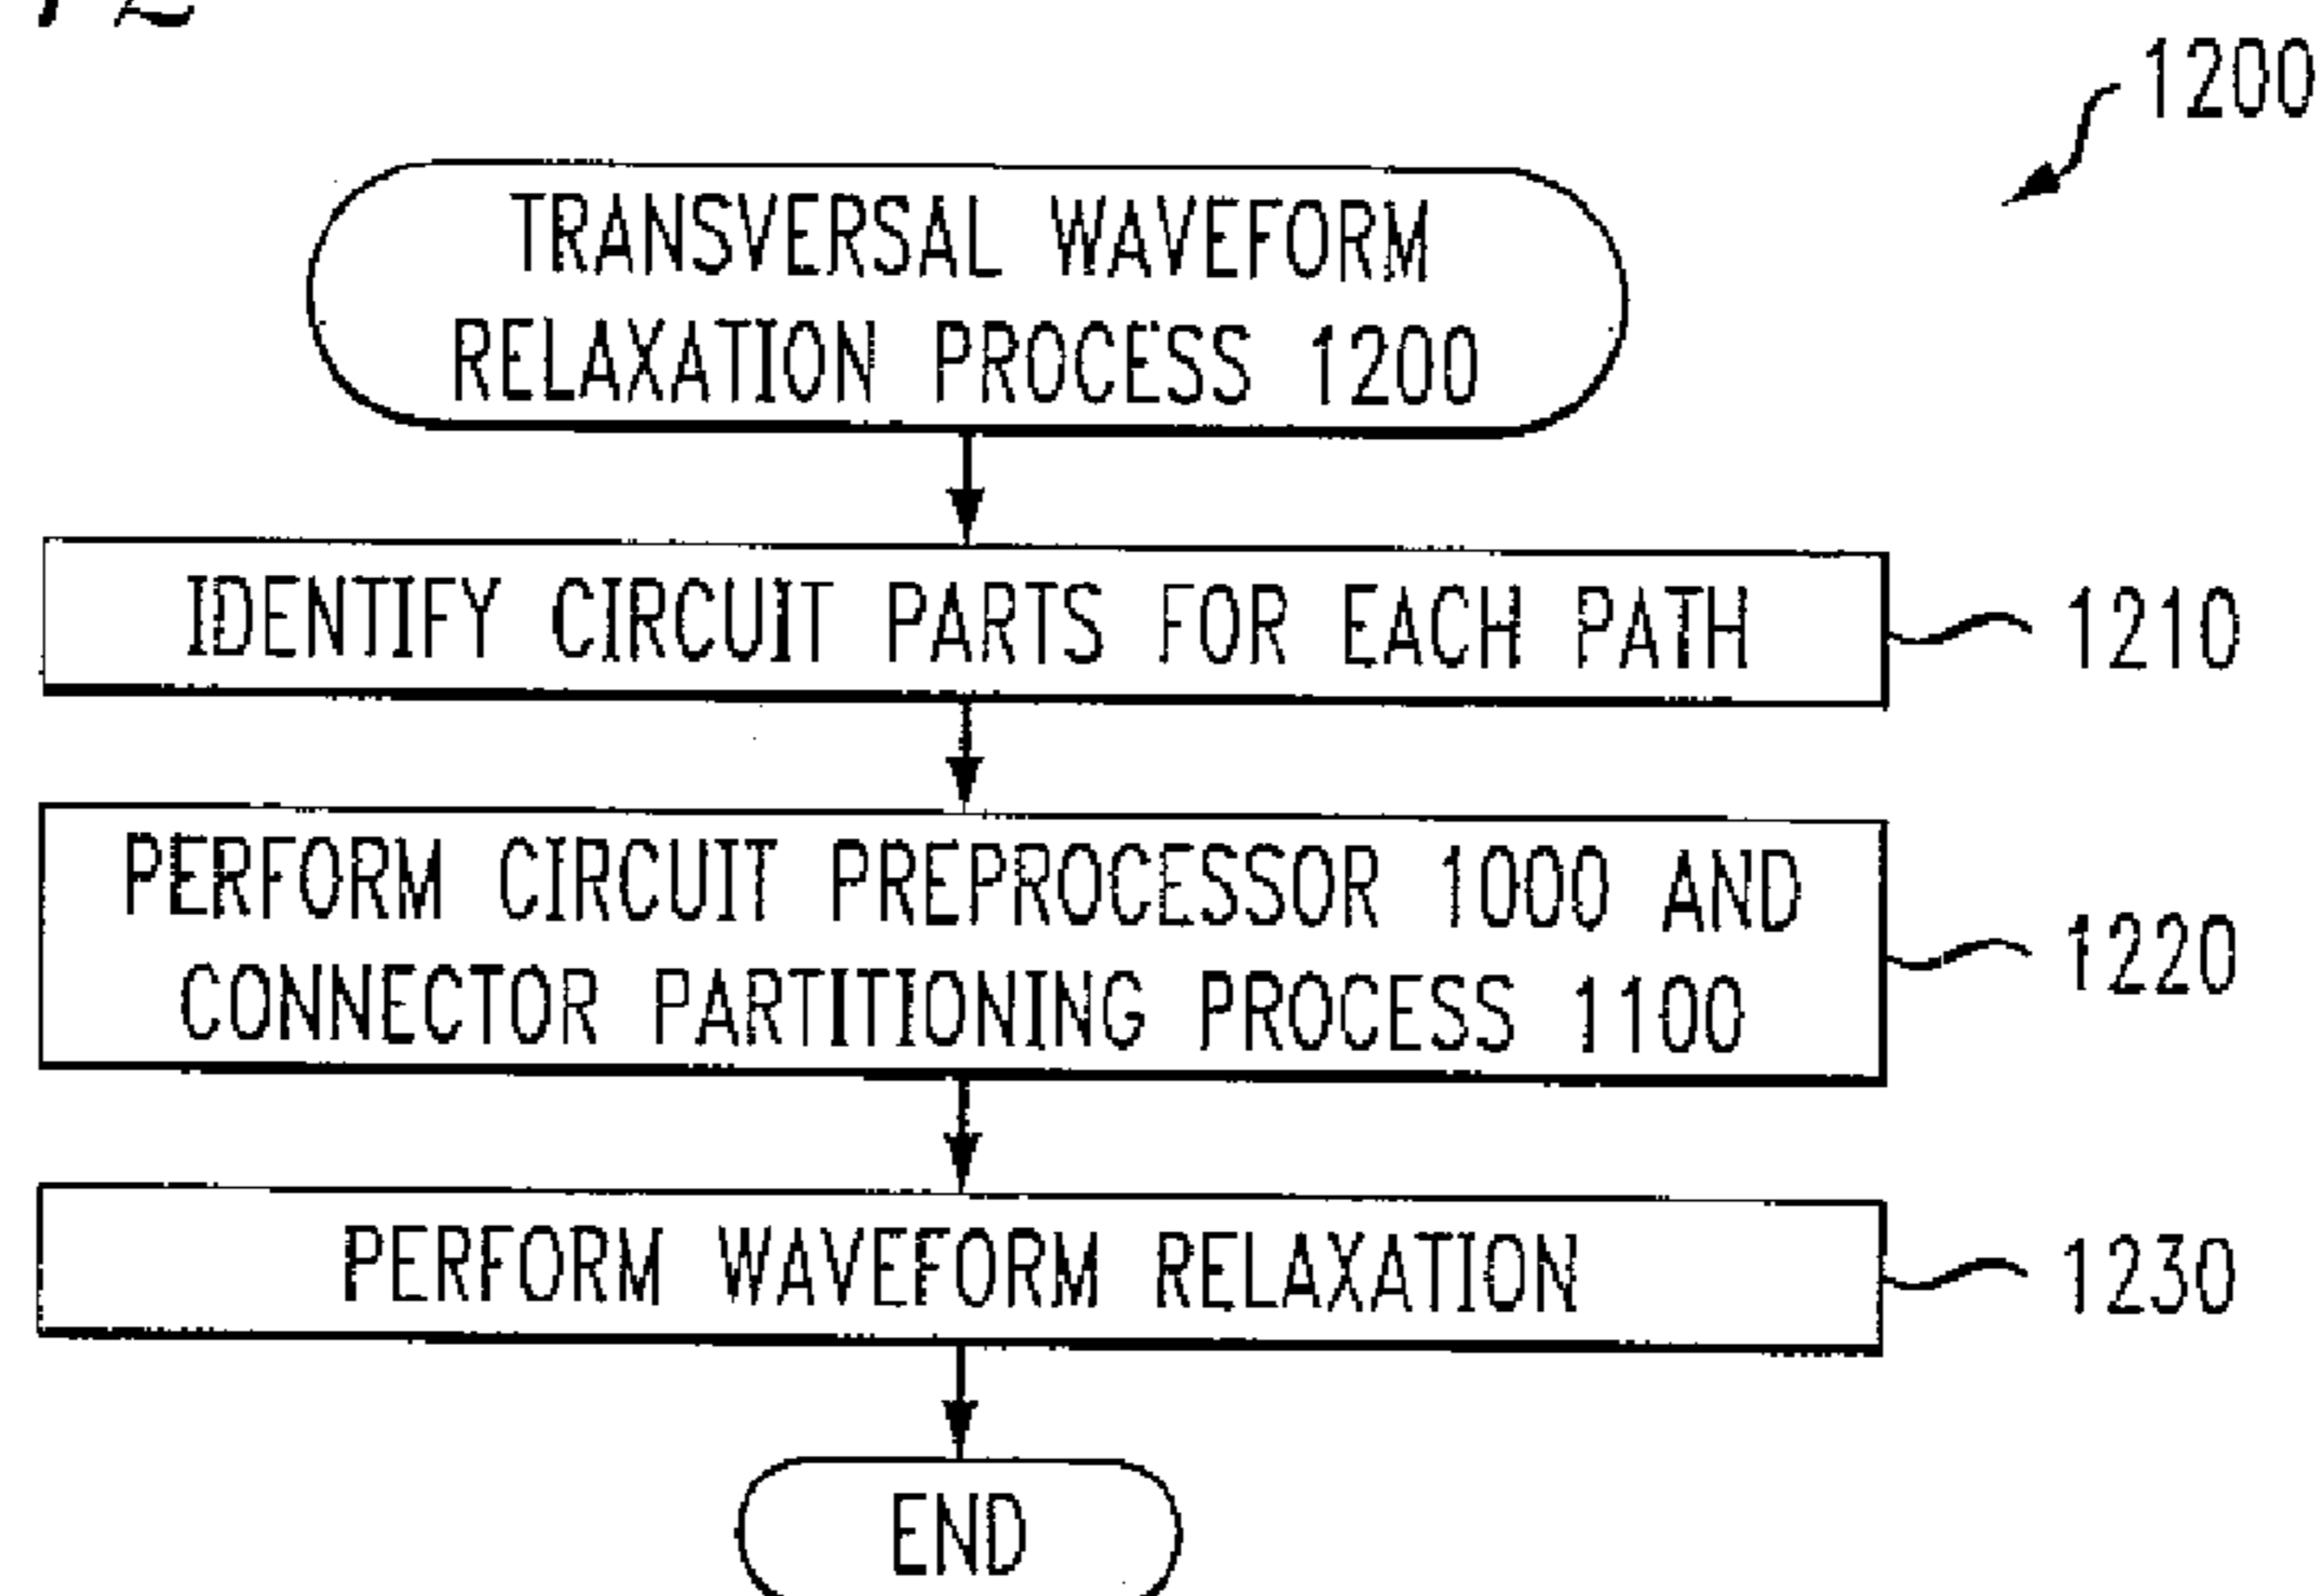 1200
TRANSVERSAL WAVEFORM
RELAXATION PROCESS 1200
IDENTIFY CIRCUIT PARTS FOR EACH PATH
1210
PERFORM CIRCUIT PREPROCESSOR 1000 AND
CONNECTOR PARTITIONING PROCESS 1100
1220
PERFORM WAVEFORM RELAXATION
1230
END